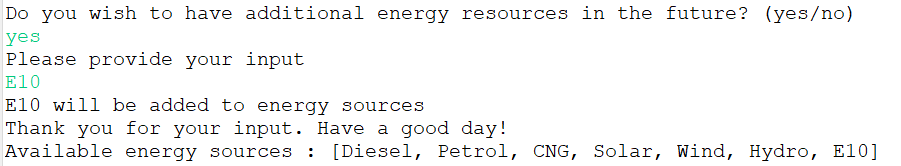 Do you wish to have additional energy resources in the future? (yes/no)
yes
Please provide your input
E10
E10 will be added to energy sources
Thank you for your input. Have a good day!
Available energy sources : [Diesel, Petrol, CNG, Solar, Wind, Hydro, E10]